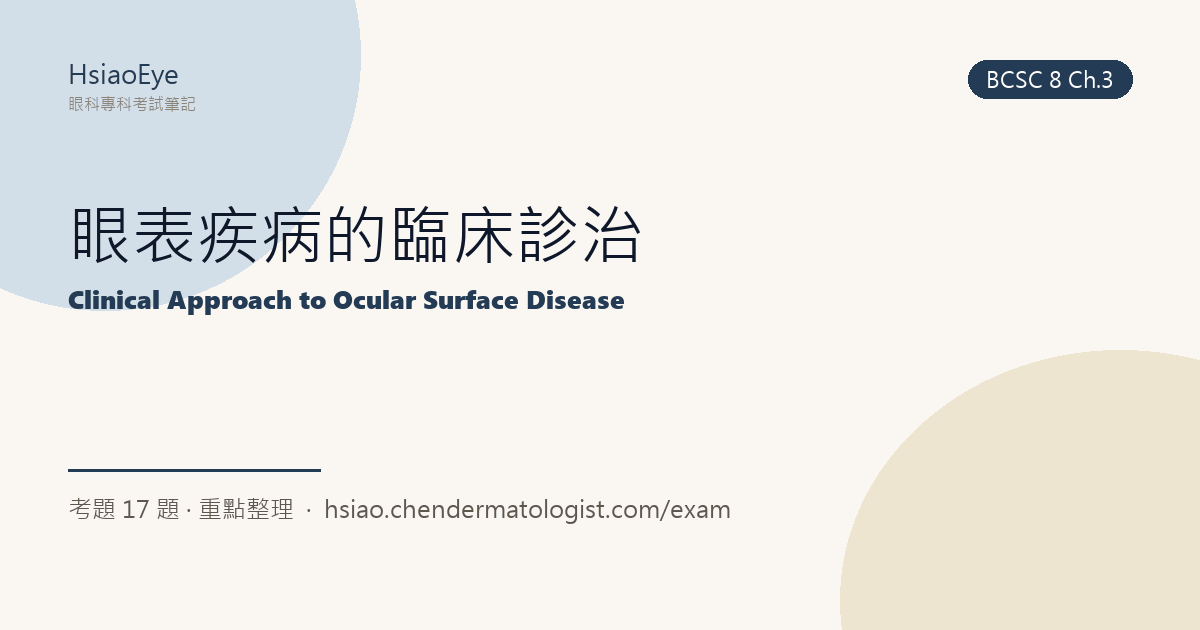 HsiaoEye
眼科專科考試筆記
BCSC 8 Ch.3
眼表疾病的臨床診治
Clinical Approach to Ocular Surface Disease
考題 17 題 · 重點整理 · hsiao.chendermatologist.com/exam